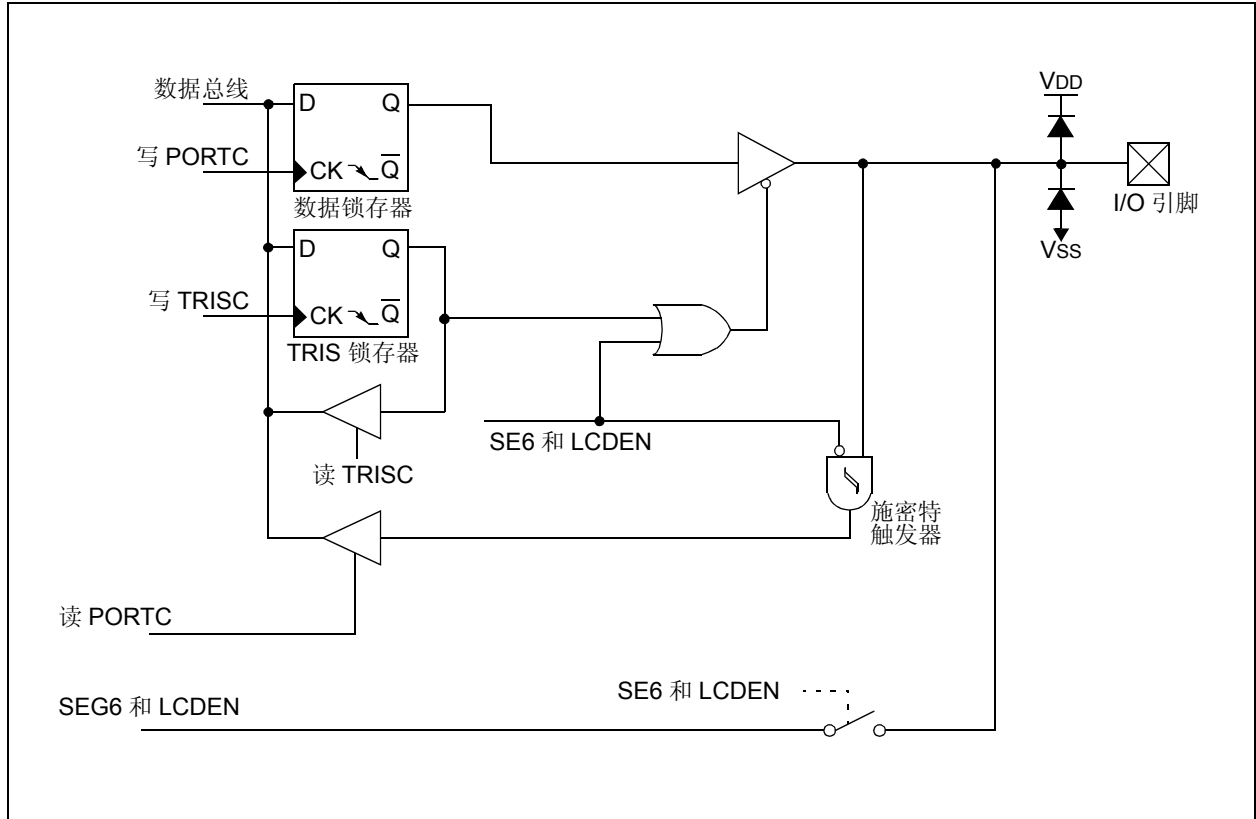 数据总线
D Q
写 PORTC
CK Q
数据锁存器
D Q
写 TRISC
CK Q
TRIS 锁存器
读 TRISC
SE6 和 LCDEN
施密特
触发器
读 PORTC
SEG6 和 LCDEN
SE6 和 LCDEN
VDD
I/O 引脚
VSS